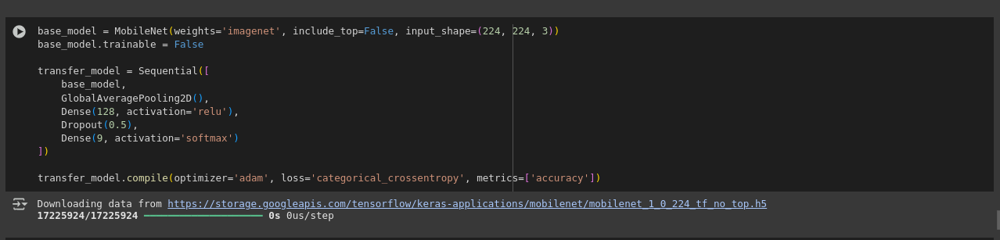 base_model = MobileNet(weights='imagenet', include_top=False, input_shape=(224, 224, 3))
base_model.trainable = False

transfer_model = Sequential([
    base_model,
    GlobalAveragePooling2D(),
    Dense(128, activation='relu'),
    Dropout(0.5),
    Dense(9, activation='softmax')
])

transfer_model.compile(optimizer='adam', loss='categorical_crossentropy', metrics=['accuracy'])
Downloading data from https://storage.googleapis.com/tensorflow/keras-applications/mobilenet/mobilenet_1_0_224_tf_no_top.h5
17225924/17225924 ━━━━━━━━━━━━━━━━━━━━ 0s 0us/step